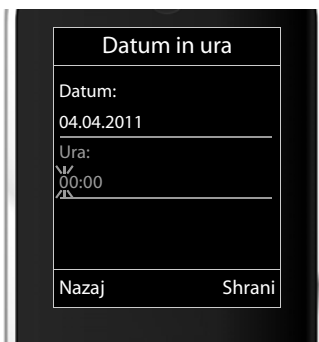 Datum in ura
Datum:
04.04.2011
Ura:
00:00
Nazaj Shrani